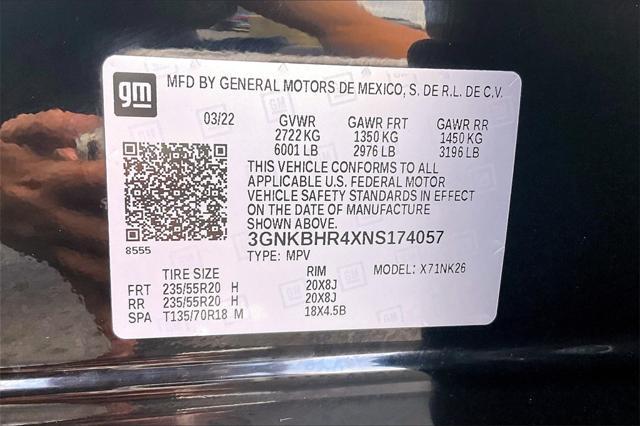 gm
MFD BY GENERAL MOTORS DE MEXICO, S. DE R.L. DE C.V.
03/22 GVWR GAWR FRT GAWR RR
2722 KG 1350 KG 1450 KG
6001 LB 2976 LB 3196 LB
THIS VEHICLE CONFORMS TO ALL
APPLICABLE U.S. FEDERAL MOTOR
VEHICLE SAFETY STANDARDS IN EFFECT
ON THE DATE OF MANUFACTURE
SHOWN ABOVE.
8555
3GNKBHR4XNS174057
TYPE: MPV MODEL: X71NK26
TIRE SIZE RIM
FRT 235/55R20 H 20X8J
RR 235/55R20 H 20X8J
SPA T135/70R18 M 18X4.5B